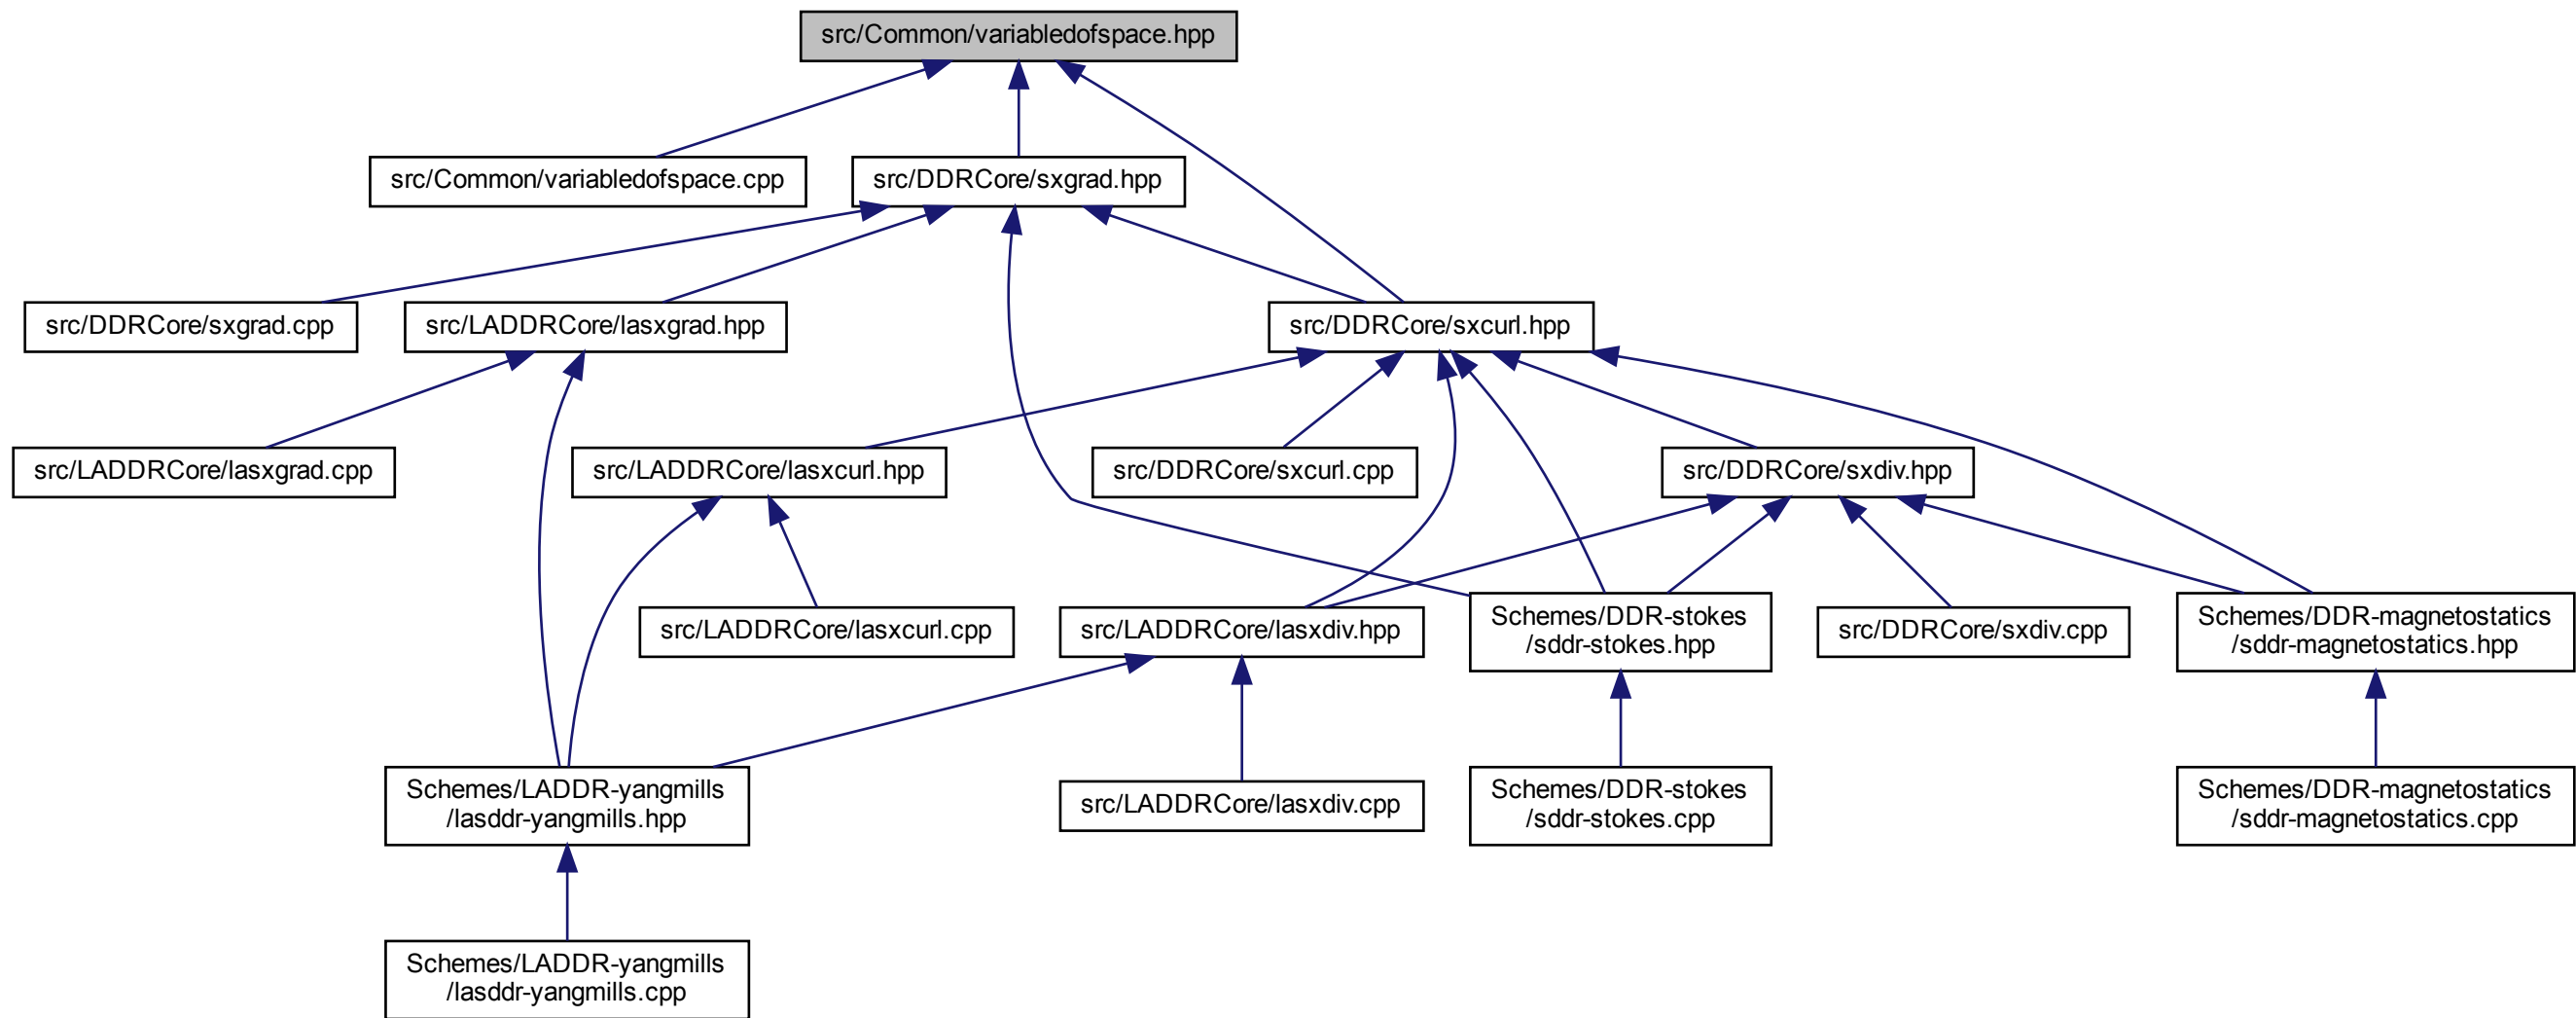 src/Common/variabledofspace.hpp
src/Common/variabledofspace.cpp
src/DDRCore/sxgrad.hpp
src/DDRCore/sxgrad.cpp
src/LADDRCore/lasxgrad.hpp
src/DDRCore/sxcurl.hpp
src/LADDRCore/lasxgrad.cpp
src/LADDRCore/lasxcurl.hpp
src/DDRCore/sxcurl.cpp
src/DDRCore/sxdiv.hpp
src/LADDRCore/lasxcurl.cpp
src/LADDRCore/lasxdiv.hpp
Schemes/DDR-stokes
/sddr-stokes.hpp
src/DDRCore/sxdiv.cpp
Schemes/DDR-magnetostatics
/sddr-magnetostatics.hpp
Schemes/LADDR-yangmills
/lasddr-yangmills.hpp
src/LADDRCore/lasxdiv.cpp
Schemes/DDR-stokes
/sddr-stokes.cpp
Schemes/DDR-magnetostatics
/sddr-magnetostatics.cpp
Schemes/LADDR-yangmills
/lasddr-yangmills.cpp